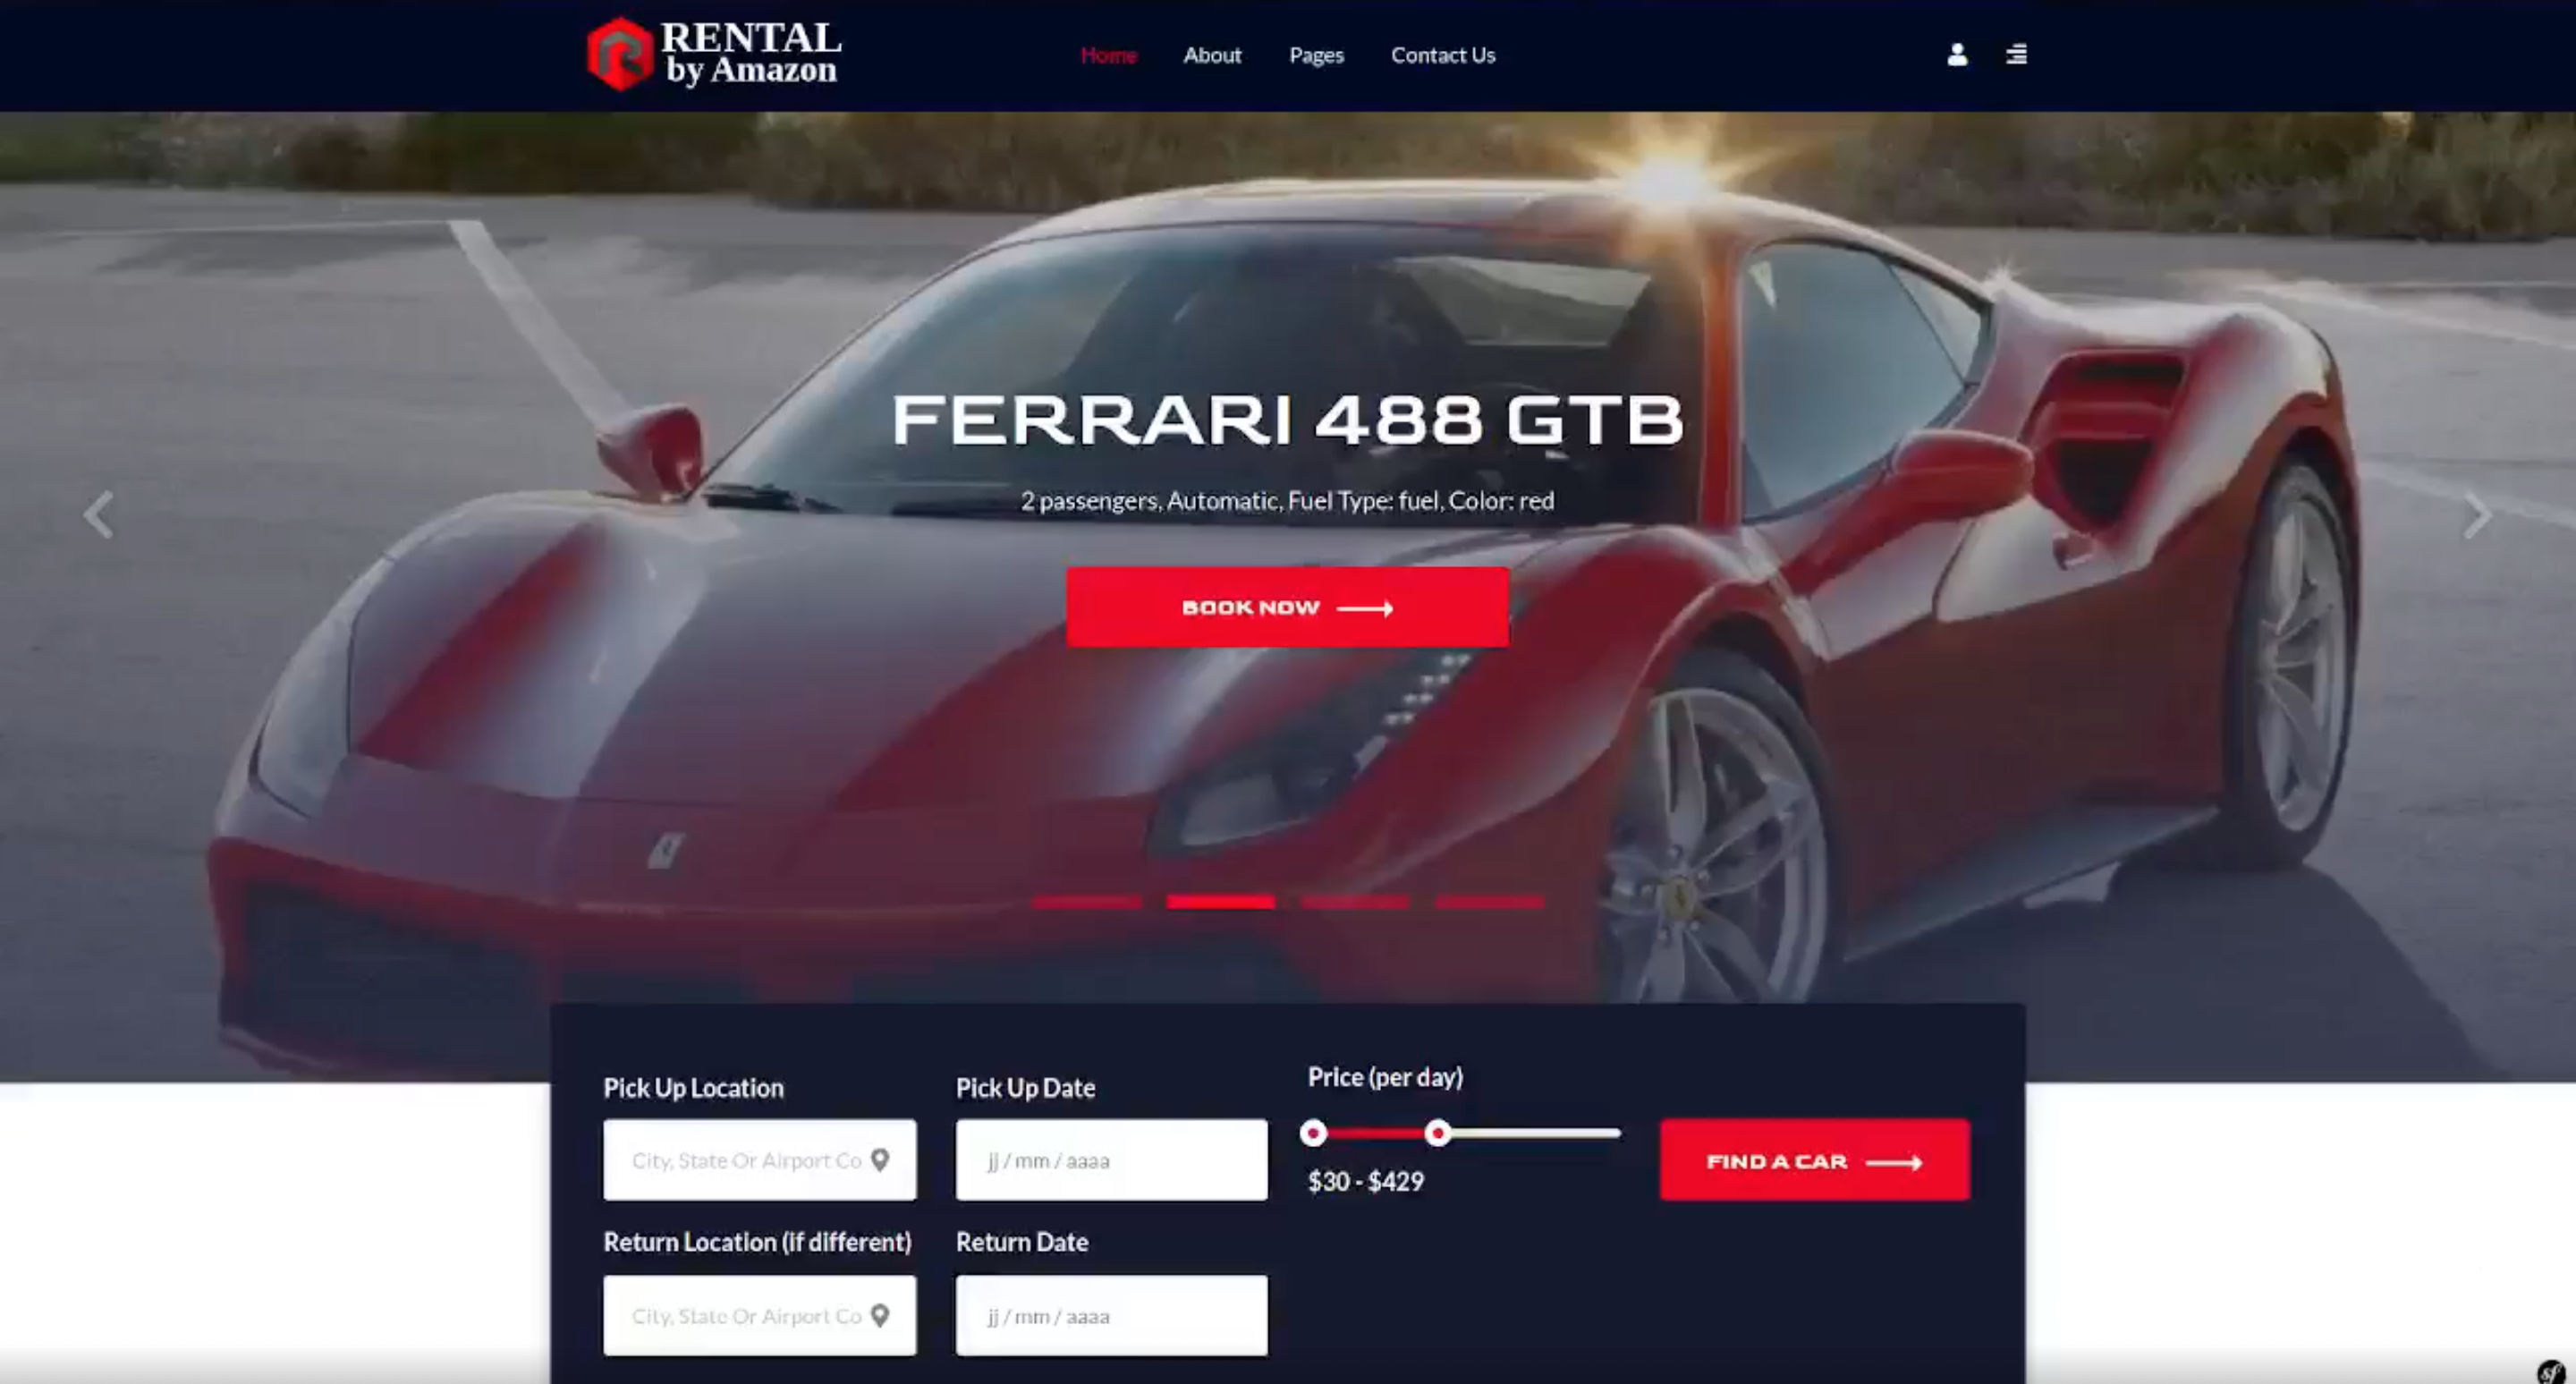 RENTAL
by Amazon
Home About Pages Contact Us
FERRARI 488 GTB
2 passengers, Automatic, Fuel Type: fuel, Color: red
BOOK NOW
Pick Up Location
City, State Or Airport Co
Pick Up Date
jj / mm / aaaa
Price (per day)
$30 - $429
FIND A CAR
Return Location (if different)
City, State Or Airport Co
Return Date
jj / mm / aaaa
sf